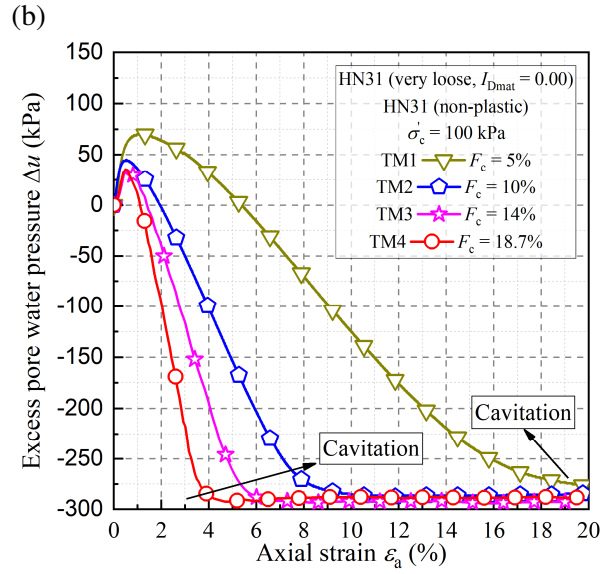 (b)
150
100
50
0
-50
-100
-150
-200
-250
-300
0 2 4 6 8 10 12 14 16 18 20
Excess pore water pressure Δu (kPa)
Axial strain εa (%)
HN31 (very loose, IDmat = 0.00)
HN31 (non-plastic)
σ'c = 100 kPa
TM1 Fc = 5%
TM2 Fc = 10%
TM3 Fc = 14%
TM4 Fc = 18.7%
Cavitation
Cavitation